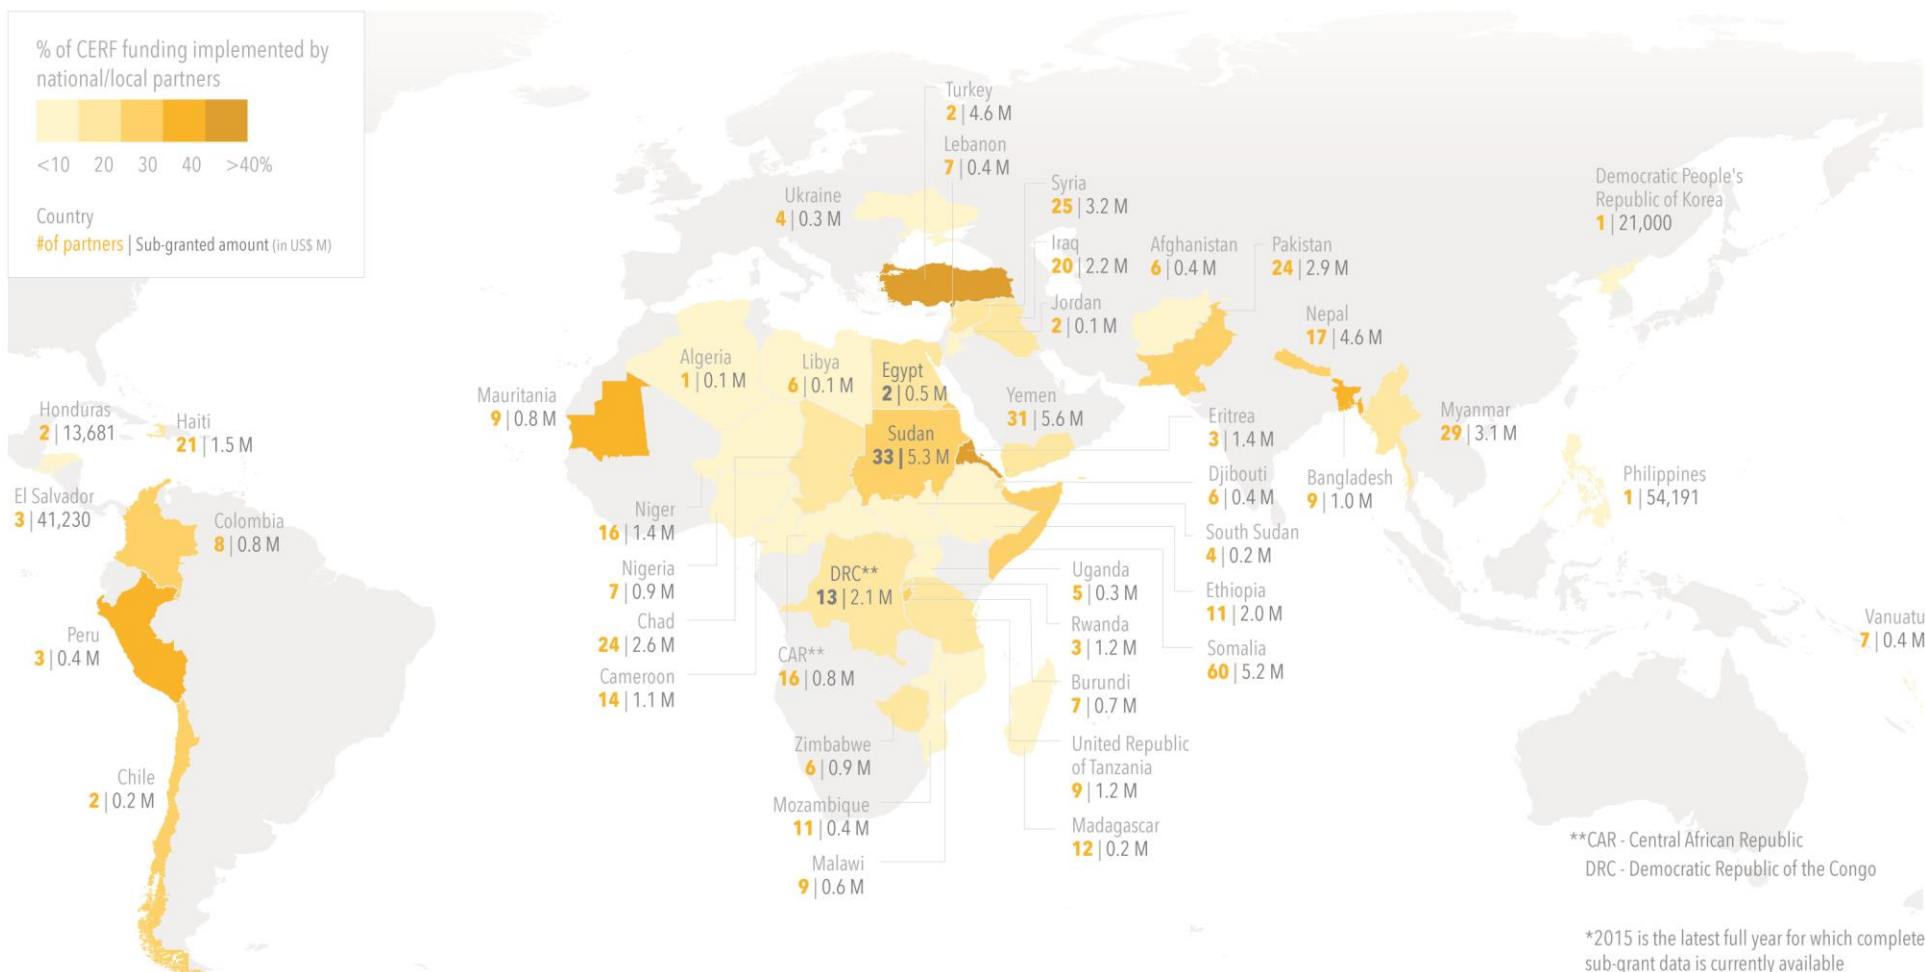 % of CERF funding implemented by
national/local partners
<10 20 30 40 >40%
Country
#of partners | Sub-granted amount (in US$ M)
Turkey
2 | 4.6 M
Lebanon
7 | 0.4 M
Ukraine
4 | 0.3 M
Syria
25 | 3.2 M
Iraq
20 | 2.2 M
Jordan
2 | 0.1 M
Afghanistan
6 | 0.4 M
Pakistan
24 | 2.9 M
Nepal
17 | 4.6 M
Democratic People's
Republic of Korea
1 | 21,000
Algeria
1 | 0.1 M
Libya
6 | 0.1 M
Egypt
2 | 0.5 M
Mauritania
9 | 0.8 M
Honduras
2 | 13,681
Haiti
21 | 1.5 M
Yemen
31 | 5.6 M
Sudan
33 | 5.3 M
Eritrea
3 | 1.4 M
Myanmar
29 | 3.1 M
El Salvador
3 | 41,230
Colombia
8 | 0.8 M
Djibouti
6 | 0.4 M
Bangladesh
9 | 1.0 M
Philippines
1 | 54,191
Niger
16 | 1.4 M
South Sudan
4 | 0.2 M
Nigeria
7 | 0.9 M
DRC**
13 | 2.1 M
Uganda
5 | 0.3 M
Ethiopia
11 | 2.0 M
Peru
3 | 0.4 M
Chad
24 | 2.6 M
Rwanda
3 | 1.2 M
Somalia
60 | 5.2 M
Vanuatu
7 | 0.4 M
CAR**
16 | 0.8 M
Cameroon
14 | 1.1 M
Burundi
7 | 0.7 M
Zimbabwe
6 | 0.9 M
United Republic
of Tanzania
9 | 1.2 M
Chile
2 | 0.2 M
Mozambique
11 | 0.4 M
Madagascar
12 | 0.2 M
Malawi
9 | 0.6 M
**CAR - Central African Republic
DRC - Democratic Republic of the Congo
*2015 is the latest full year for which complete
sub-grant data is currently available